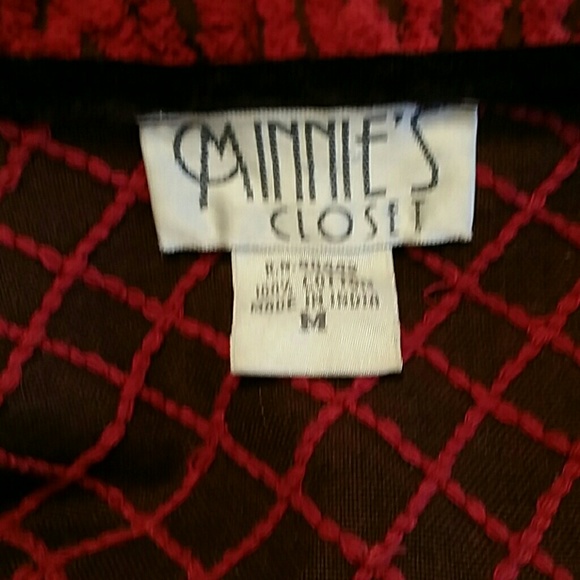 MINNIE'S
CLOSET
100% COTTON
MADE IN INDIA
M